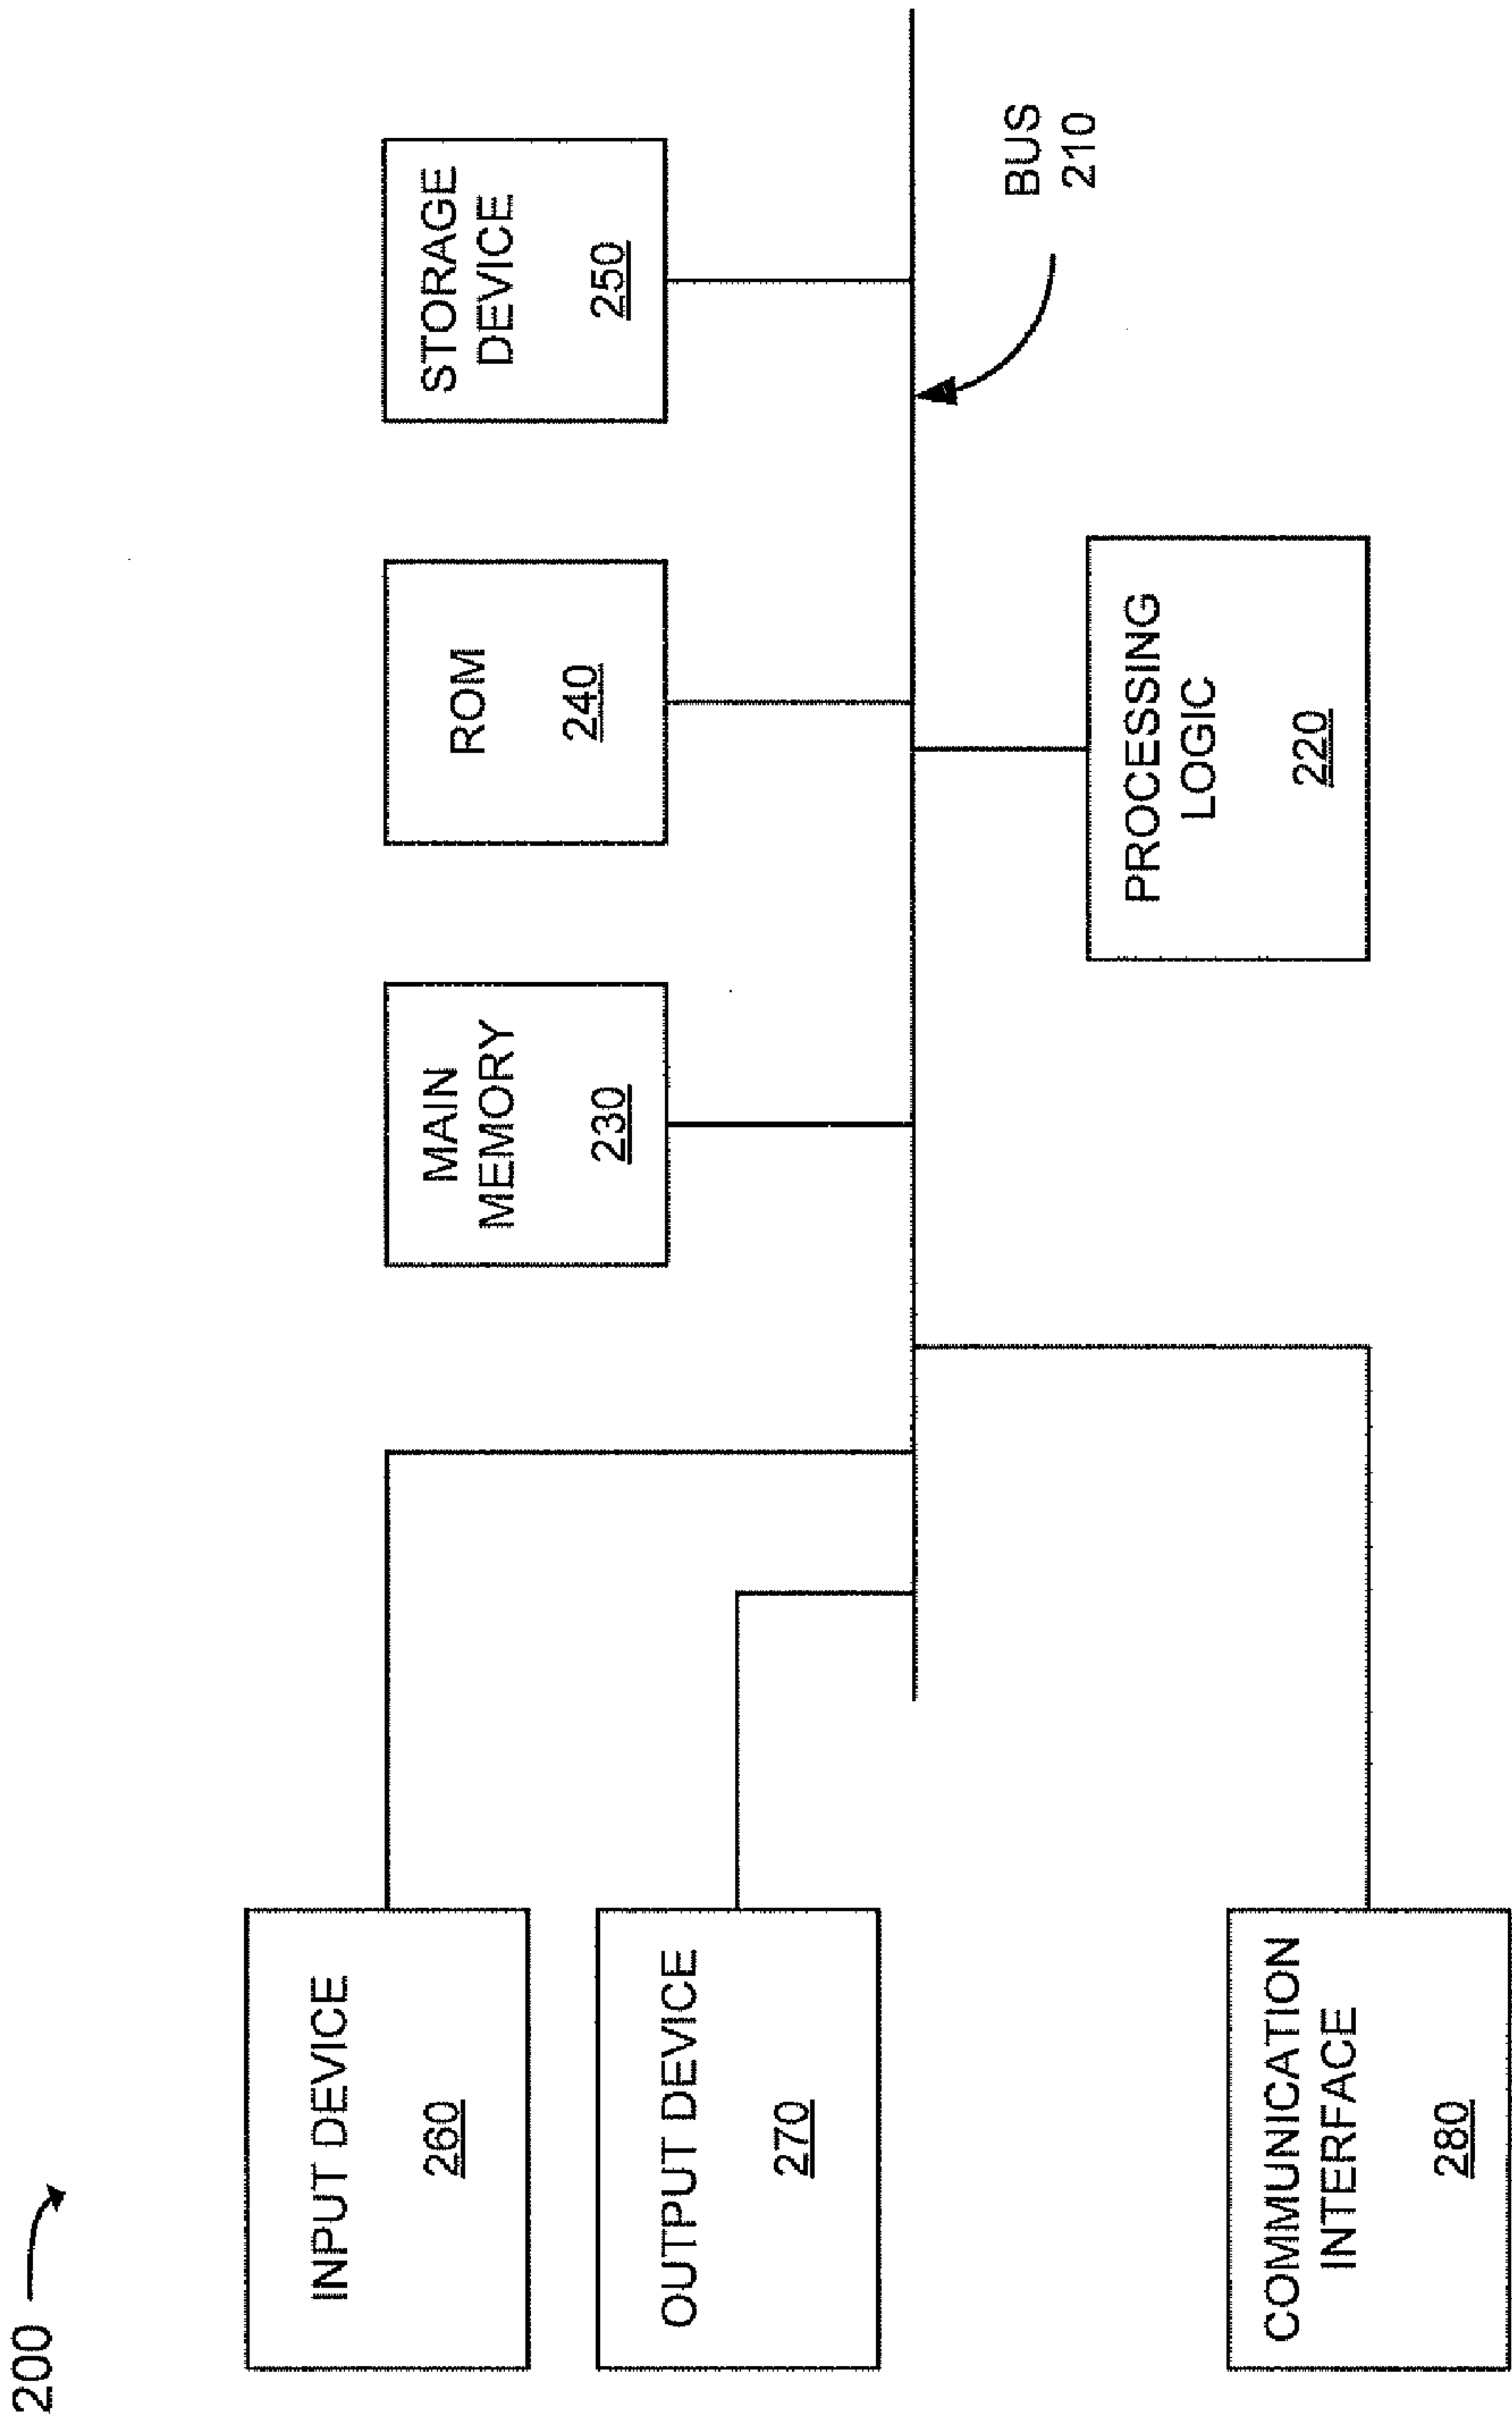 200
MAIN
MEMORY
230
ROM
240
STORAGE
DEVICE
250
INPUT DEVICE
260
OUTPUT DEVICE
270
BUS
210
PROCESSING
LOGIC
220
COMMUNICATION
INTERFACE
280